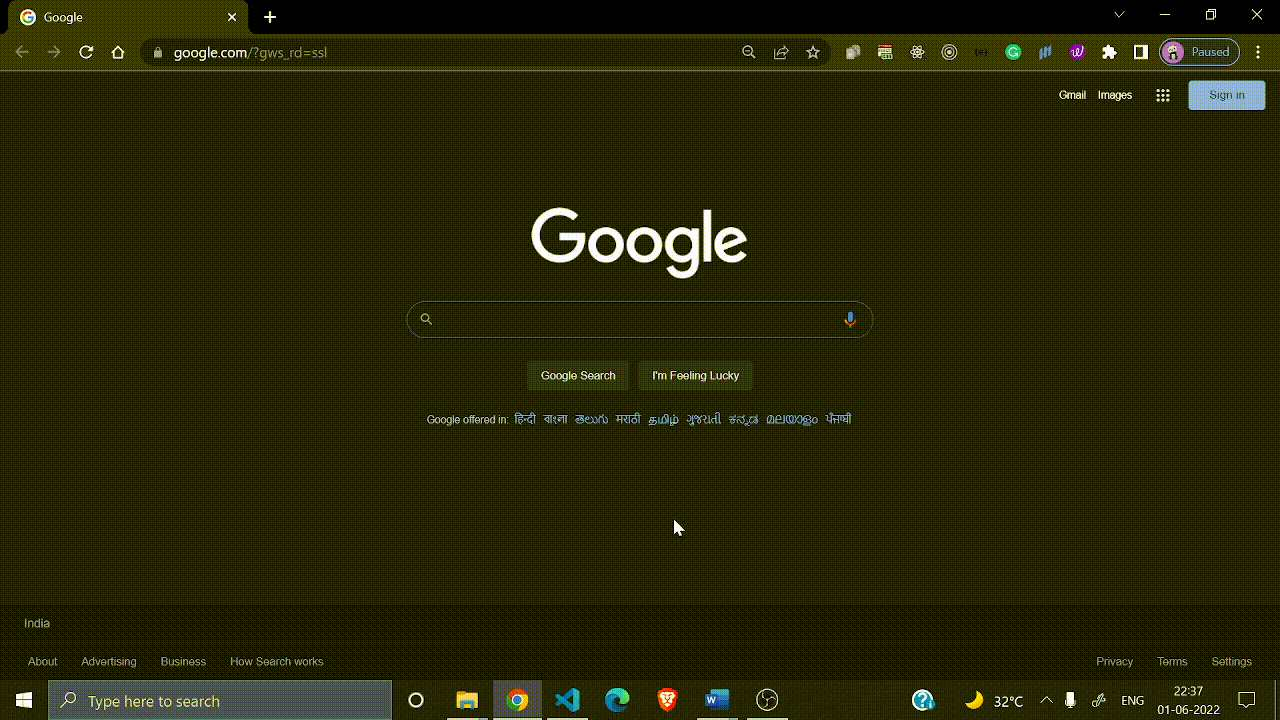 Google
google.com/?gws_rd=ssl
Paused
Gmail Images Sign in
Google
Google Search I'm Feeling Lucky
Google offered in: हिन्दी বাংলা తెలుగు मराठी தமிழ் ગુજરાતી ಕನ್ನಡ മലയാളം ਪੰਜਾਬੀ
India
About Advertising Business How Search works Privacy Terms Settings
Type here to search 32°C ENG 22:37
01-06-2022